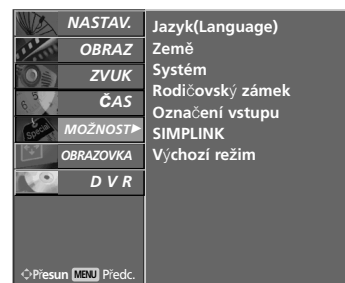 NASTAV.
OBRAZ
ZVUK
ČAS
MOŽNOST
OBRAZOVKA
D V R
Jazyk(Language)
Země
Systém
Rodičovský zámek
Označení vstupu
SIMPLINK
Výchozí režim
Přesun MENU Předc.